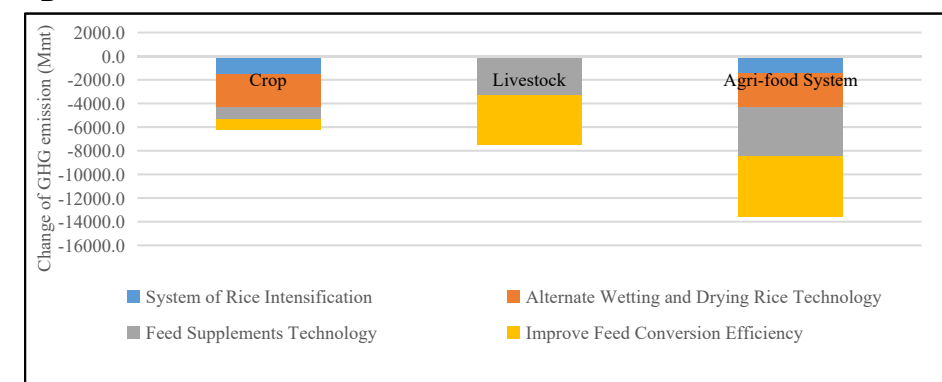 Change of GHG emission (Mmt)
2000.0
0.0
-2000.0
-4000.0
-6000.0
-8000.0
-10000.0
-12000.0
-14000.0
-16000.0
Crop
Livestock
Agri-food System
System of Rice Intensification
Alternate Wetting and Drying Rice Technology
Feed Supplements Technology
Improve Feed Conversion Efficiency